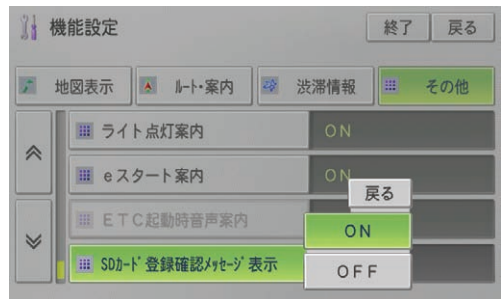 機能設定
終了
戻る
地図表示
ルート・案内
渋滞情報
その他
ライト点灯案内 ON
eスタート案内 ON
戻る
ETC起動時音声案内
ON
SDカード登録確認メッセージ表示
OFF